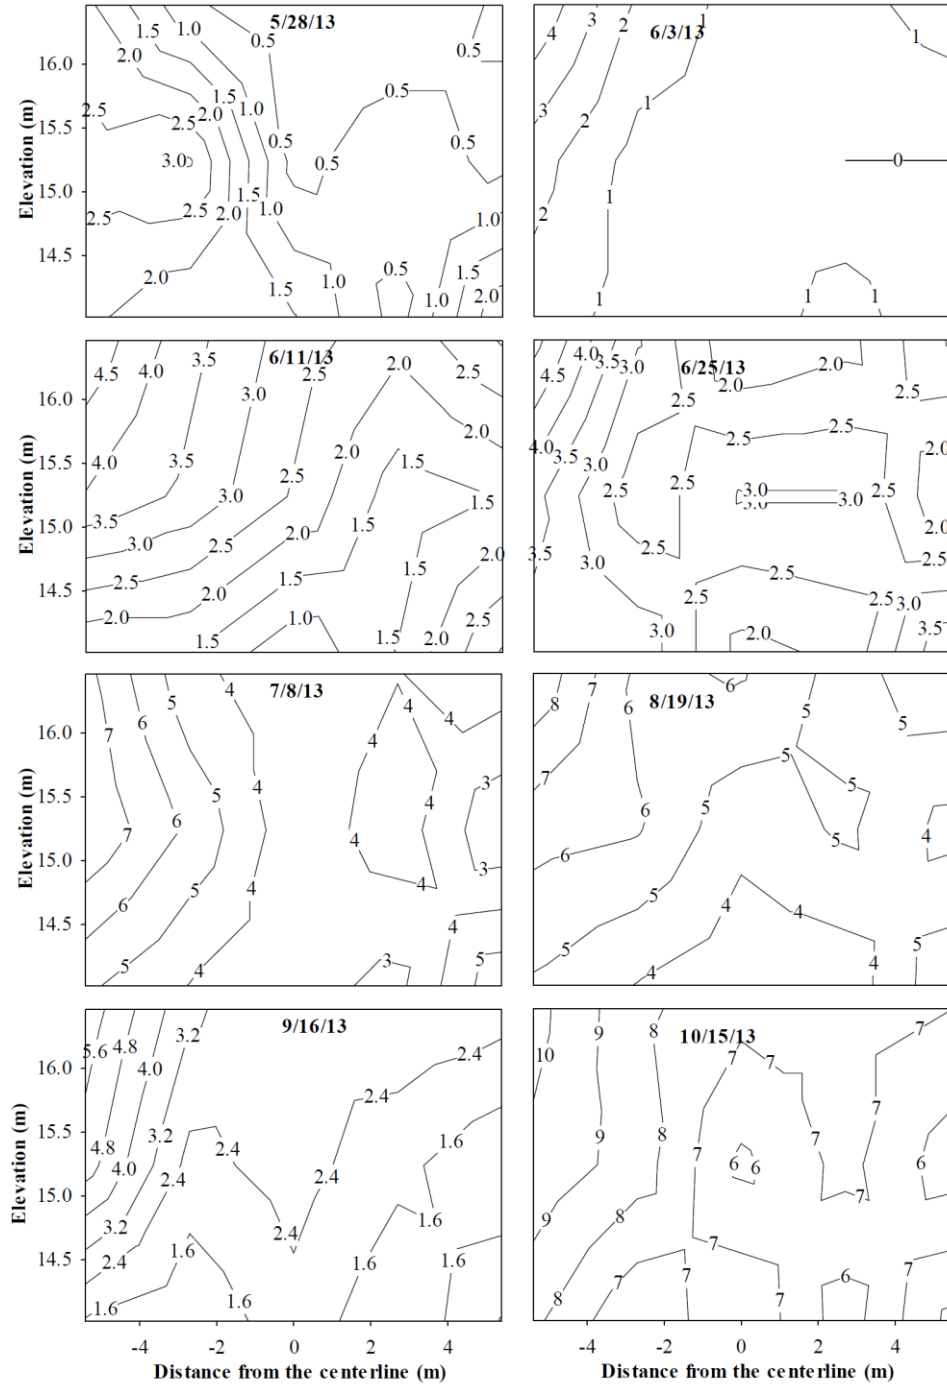 5/28/13
0.5 0.5 0.5 0.5 0.5 0.5
1.0 1.0 1.0 1.0 1.0 1.0
1.5 1.5 1.5 1.5 1.5
2.0 2.0 2.0 2.0 2.0
2.5 2.5 2.5 2.5
3.0
Elevation (m)
16.0
15.5
15.0
14.5
6/3/13
4 3 2 1 1
3 2 1
0
2 1
1 1 1
6/11/13
4.5 4.0 3.5 3.0 2.5 2.0 2.5
4.0 3.5 3.0 2.5 2.0 1.5 2.0
3.5 3.0 2.5 2.0 1.5 1.5
2.5 2.0 1.5 1.5 2.0
1.5 1.0 1.5 2.0 2.5
Elevation (m)
16.0
15.5
15.0
14.5
6/25/13
4.5 4.0 3.5 3.0 2.5 2.0 2.0 2.5
4.0 3.5 3.0 2.5 2.5 2.0
2.5 2.5 3.0 3.0 3.0 2.5
3.5 3.0 2.5 2.5 2.0
3.0 2.5 2.0 2.5 3.0 3.5
7/8/13
7 6 5 4 4 4 4
7 6 5 4 4 4 3
6 5 4 4 3
5 4 3 4 5
Elevation (m)
16.0
15.5
15.0
14.5
8/19/13
8 7 6 6 5 5
7 6 5 5 5
6 5 5 4
5 4 4 4 4 5
9/16/13
5.6 4.8 4.0 3.2 2.4 2.4
4.8 4.0 3.2 2.4 2.4 1.6
3.2 2.4 2.4 2.4 1.6
1.6 1.6 1.6 1.6 1.6
Elevation (m)
16.0
15.5
15.0
14.5
-4 -2 0 2 4
Distance from the centerline (m)
10/15/13
10 9 8 7 7 7
9 8 7 6 6 7 7 6
9 8 7 7
8 7 7 6 7
-4 -2 0 2 4
Distance from the centerline (m)